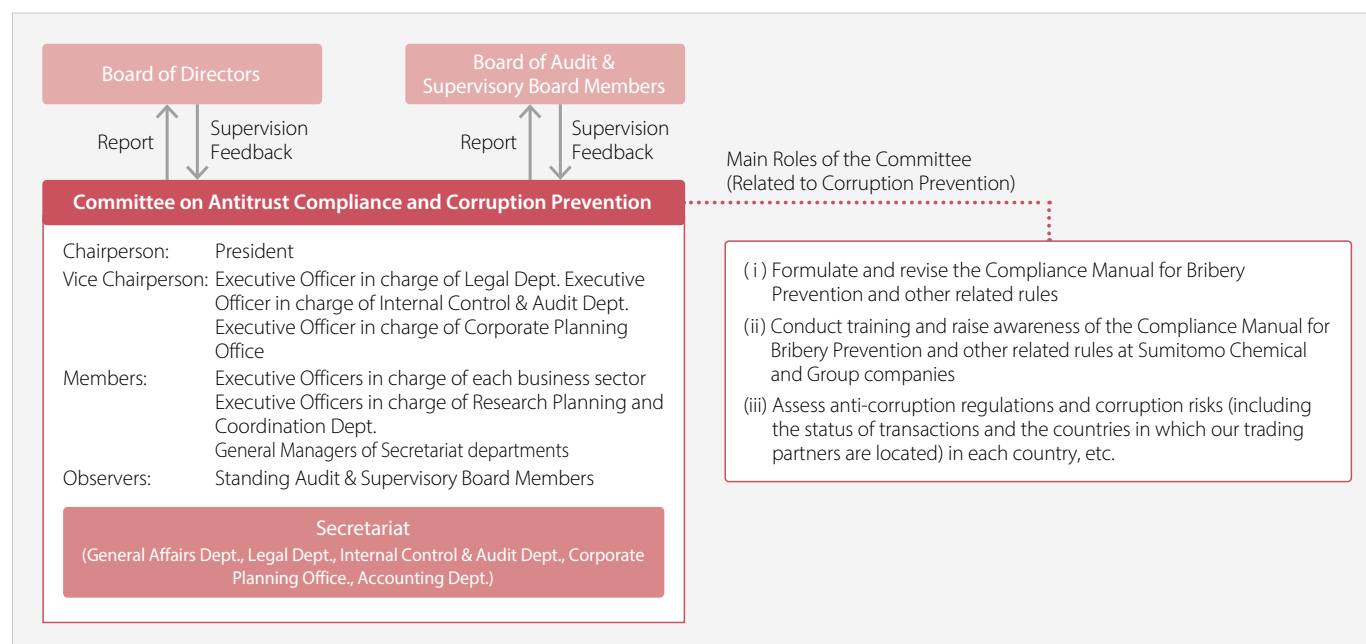 Board of Directors
Board of Audit &
Supervisory Board Members
Report
Supervision
Feedback
Report
Supervision
Feedback
Committee on Antitrust Compliance and Corruption Prevention
Chairperson: President
Vice Chairperson: Executive Officer in charge of Legal Dept. Executive
Officer in charge of Internal Control & Audit Dept.
Executive Officer in charge of Corporate Planning
Office
Members: Executive Officers in charge of each business sector
Executive Officers in charge of Research Planning and
Coordination Dept.
General Managers of Secretariat departments
Observers: Standing Audit & Supervisory Board Members
Secretariat
(General Affairs Dept., Legal Dept., Internal Control & Audit Dept., Corporate
Planning Office., Accounting Dept.)
Main Roles of the Committee
(Related to Corruption Prevention)
( i ) Formulate and revise the Compliance Manual for Bribery
Prevention and other related rules
(ii) Conduct training and raise awareness of the Compliance Manual for
Bribery Prevention and other related rules at Sumitomo Chemical
and Group companies
(iii) Assess anti-corruption regulations and corruption risks (including
the status of transactions and the countries in which our trading
partners are located) in each country, etc.